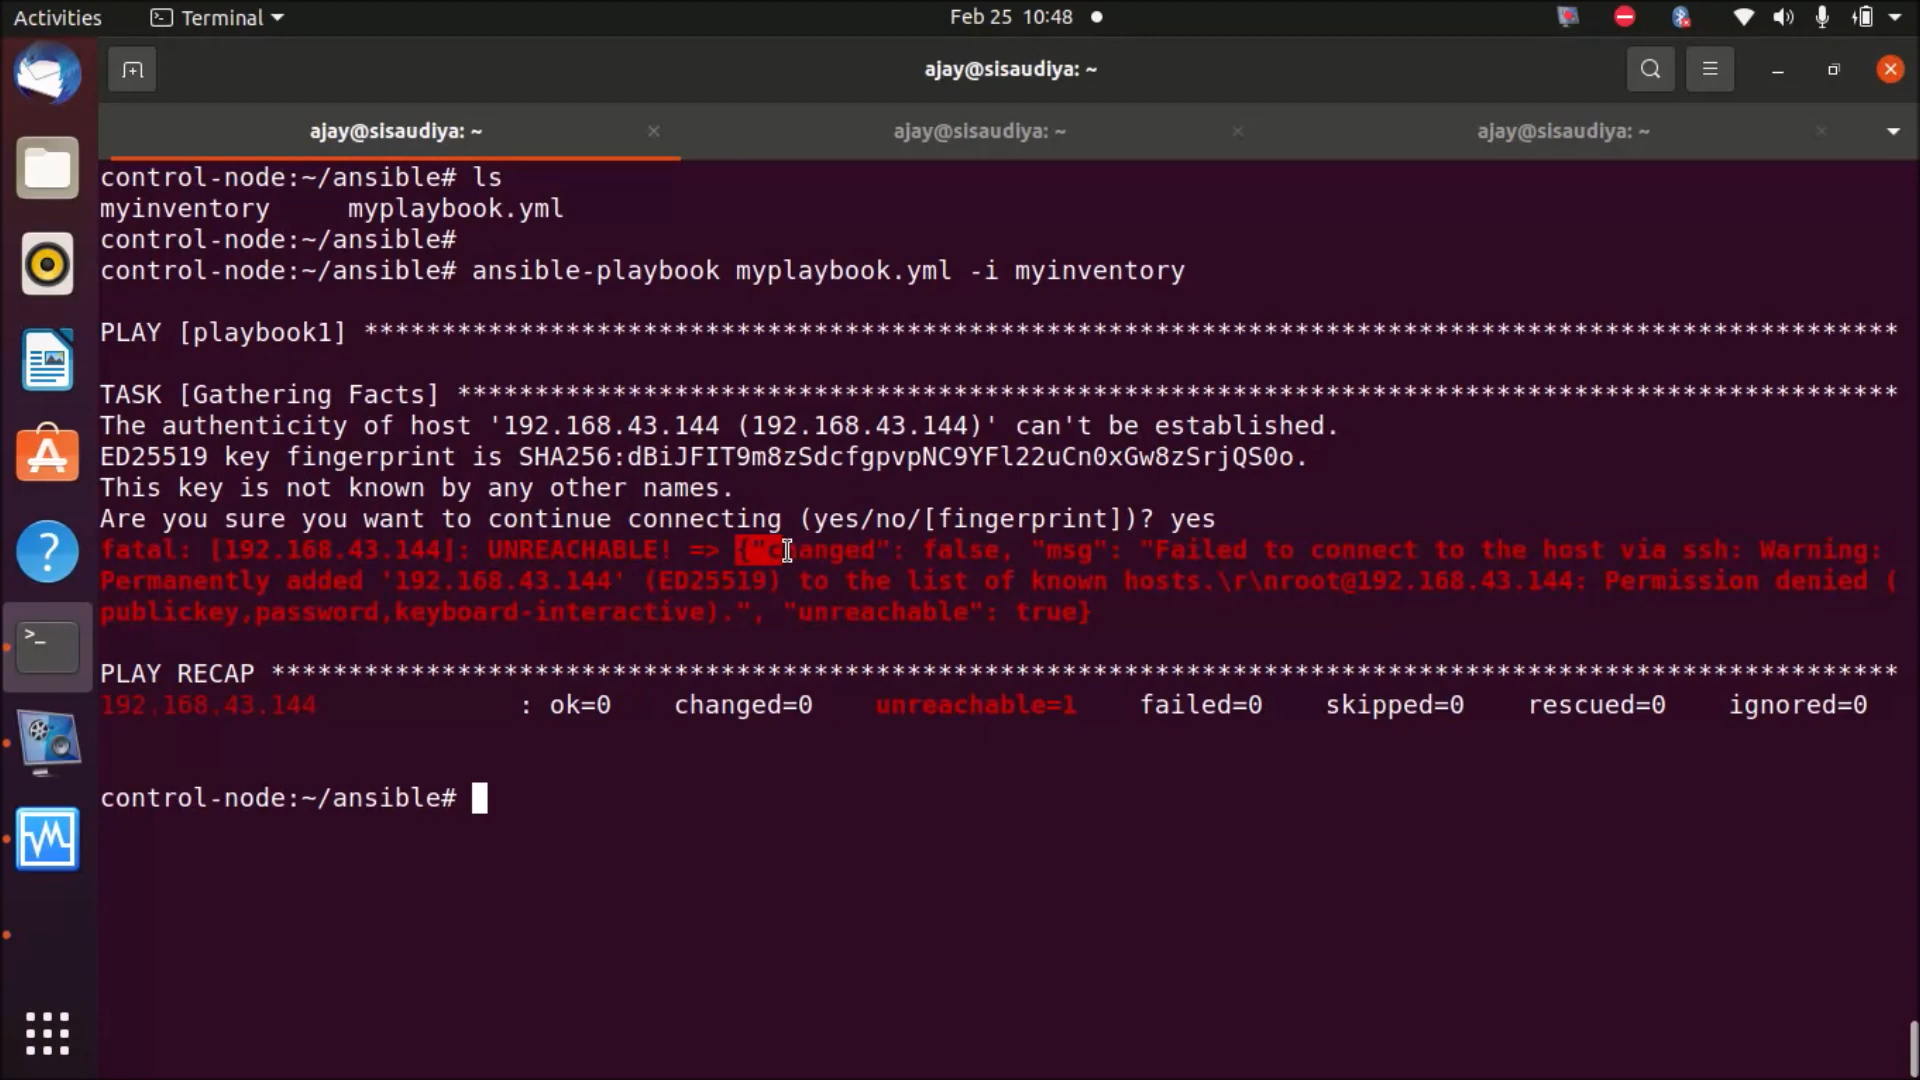 Activities
Terminal
Feb 25 10:48
ajay@sisaudiya: ~
ajay@sisaudiya: ~
ajay@sisaudiya: ~
ajay@sisaudiya: ~
control-node:~/ansible# ls
myinventory myplaybook.yml
control-node:~/ansible#
control-node:~/ansible# ansible-playbook myplaybook.yml -i myinventory
PLAY [playbook1] ***************************************************************************************************
TASK [Gathering Facts] *********************************************************************************************
The authenticity of host '192.168.43.144 (192.168.43.144)' can't be established.
ED25519 key fingerprint is SHA256:dBiJFIT9m8zSdcfgpvpNC9YFl22uCn0xGw8zSrjQS0o.
This key is not known by any other names.
Are you sure you want to continue connecting (yes/no/[fingerprint])? yes
fatal: [192.168.43.144]: UNREACHABLE! => {"changed": false, "msg": "Failed to connect to the host via ssh: Warning:
Permanently added '192.168.43.144' (ED25519) to the list of known hosts.\r\nroot@192.168.43.144: Permission denied (
publickey,password,keyboard-interactive).", "unreachable": true}
PLAY RECAP *********************************************************************************************************
192.168.43.144 : ok=0 changed=0 unreachable=1 failed=0 skipped=0 rescued=0 ignored=0
control-node:~/ansible#